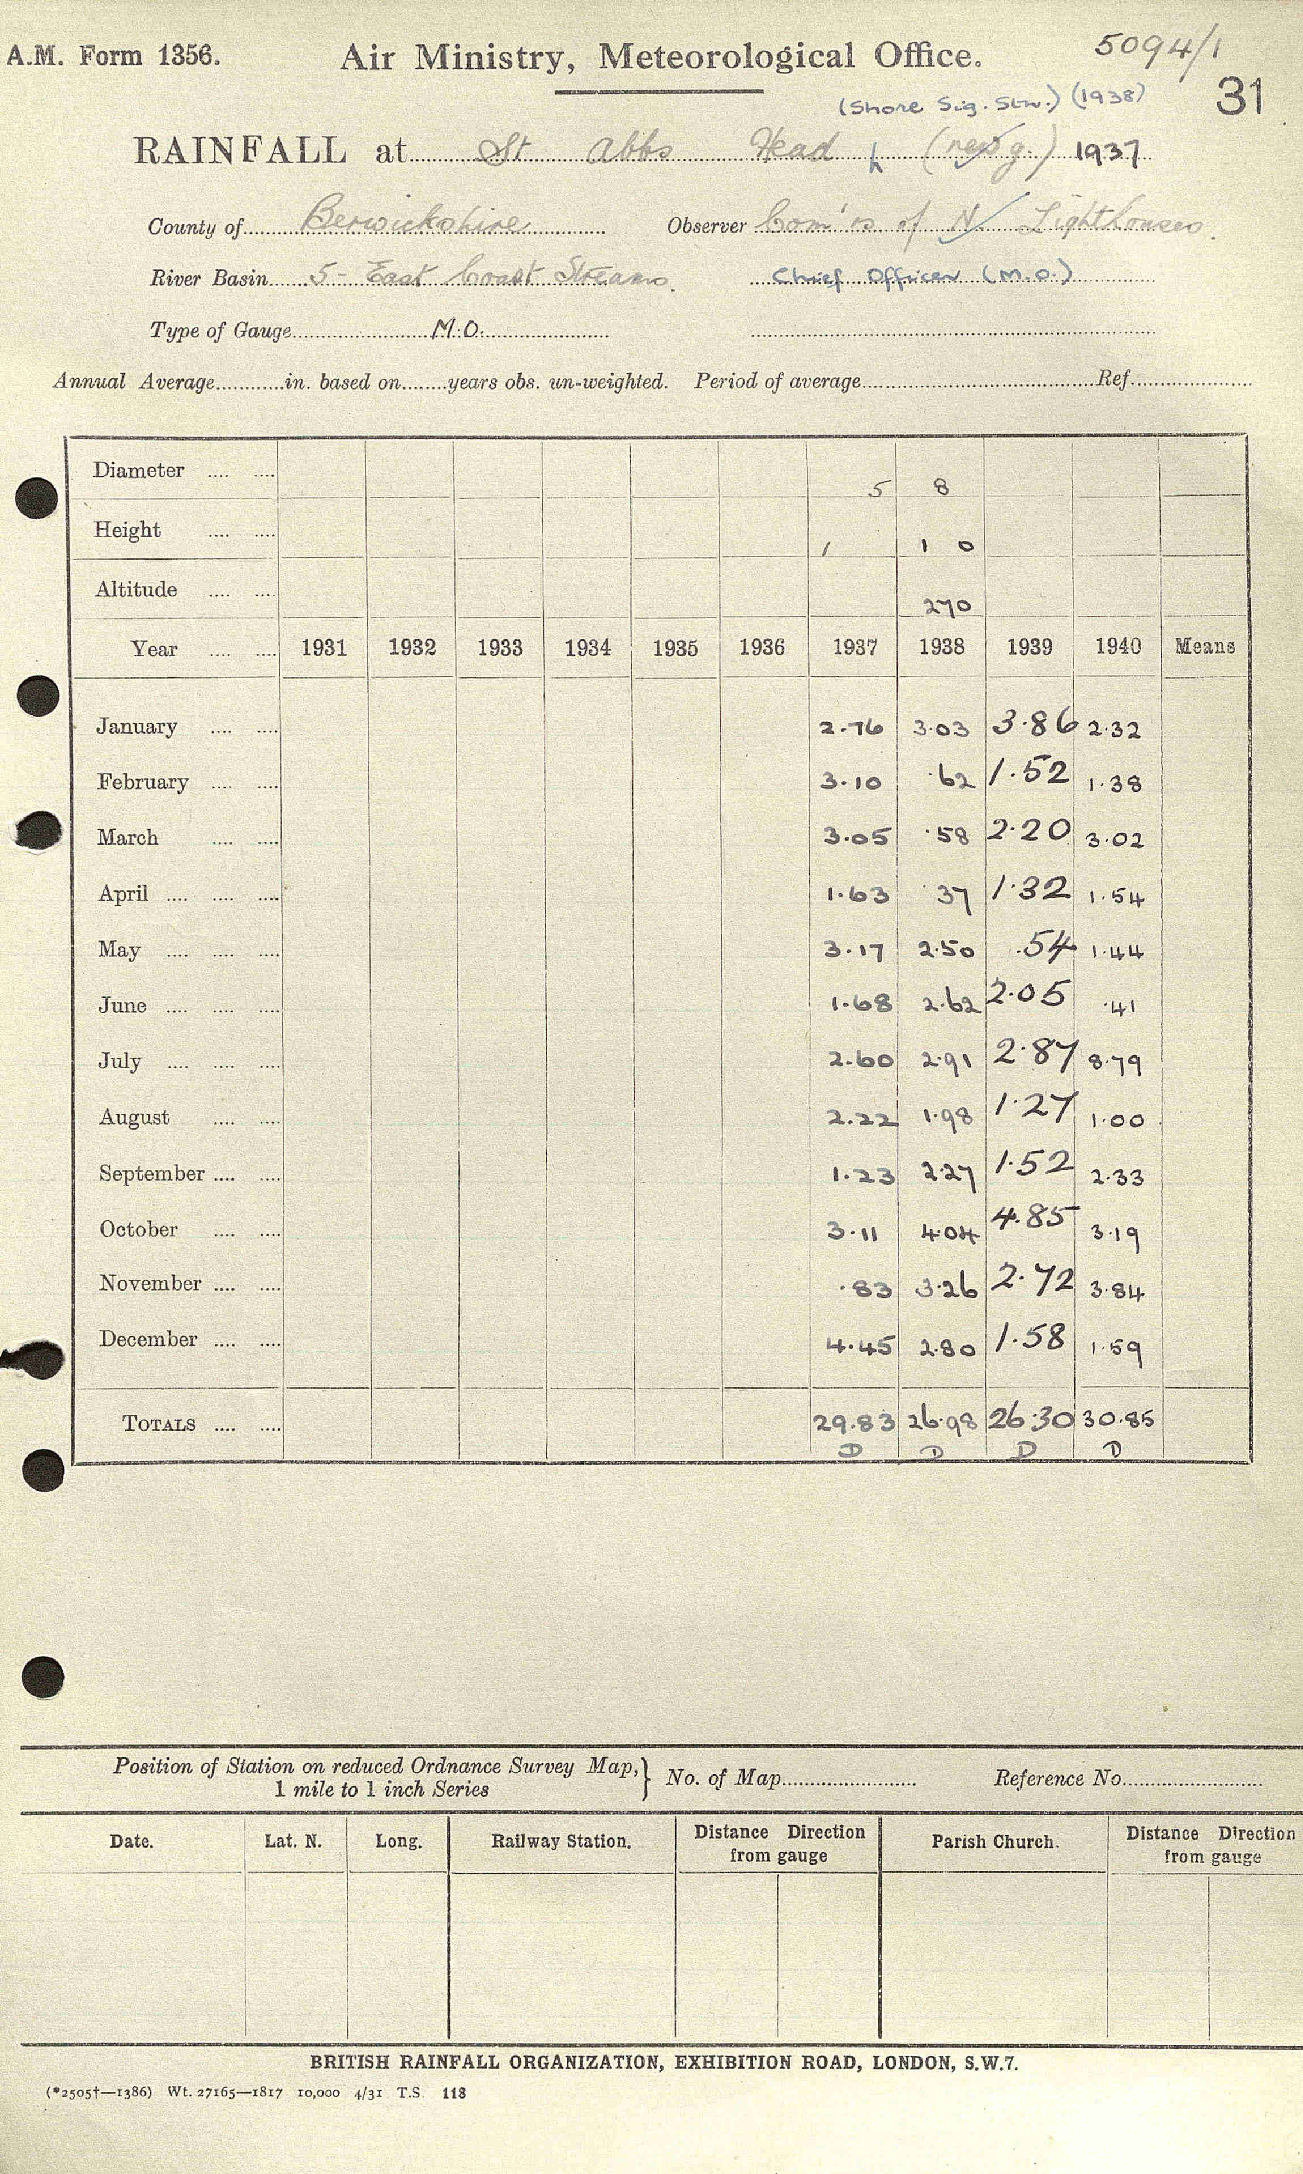 A.M. Form 1356.
Air Ministry, Meteorological Office.
5094/1
(Shore Sig. Stn.) (1938)
31
RAINFALL at St Abbs Head (new g.) 1937
County of Berwickshire Observer Com'rs of N. Lighthouses.
River Basin 5 - East Coast Streams. Chief Officer (M.O.)
Type of Gauge M.O.
Annual Average in. based on years obs. un-weighted. Period of average Ref.
Diameter 5 8
Height 1 1 0
Altitude 270
Year 1931 1932 1933 1934 1935 1936 1937 1938 1939 1940 Means
January 2.76 3.03 3.86 2.32
February 3.10 .62 1.52 1.38
March 3.05 .58 2.20 3.02
April 1.63 .37 1.32 1.54
May 3.17 2.50 .54 1.44
June 1.68 2.62 2.05 .41
July 2.60 2.91 2.87 8.79
August 2.22 1.98 1.27 1.00
September 1.23 2.27 1.52 2.33
October 3.11 4.04 4.85 3.19
November .83 3.26 2.72 3.84
December 4.45 2.80 1.58 1.59
TOTALS 29.83 26.98 26.30 30.85
D D D D
Position of Station on reduced Ordnance Survey Map,} No. of Map Reference No.
1 mile to 1 inch Series
Date. Lat. N. Long. Railway Station. Distance Direction from gauge Parish Church. Distance Direction from gauge
BRITISH RAINFALL ORGANIZATION, EXHIBITION ROAD, LONDON, S.W.7.
(*2505†—1386) Wt. 27165—1817 10,000 4/31 T.S. 118